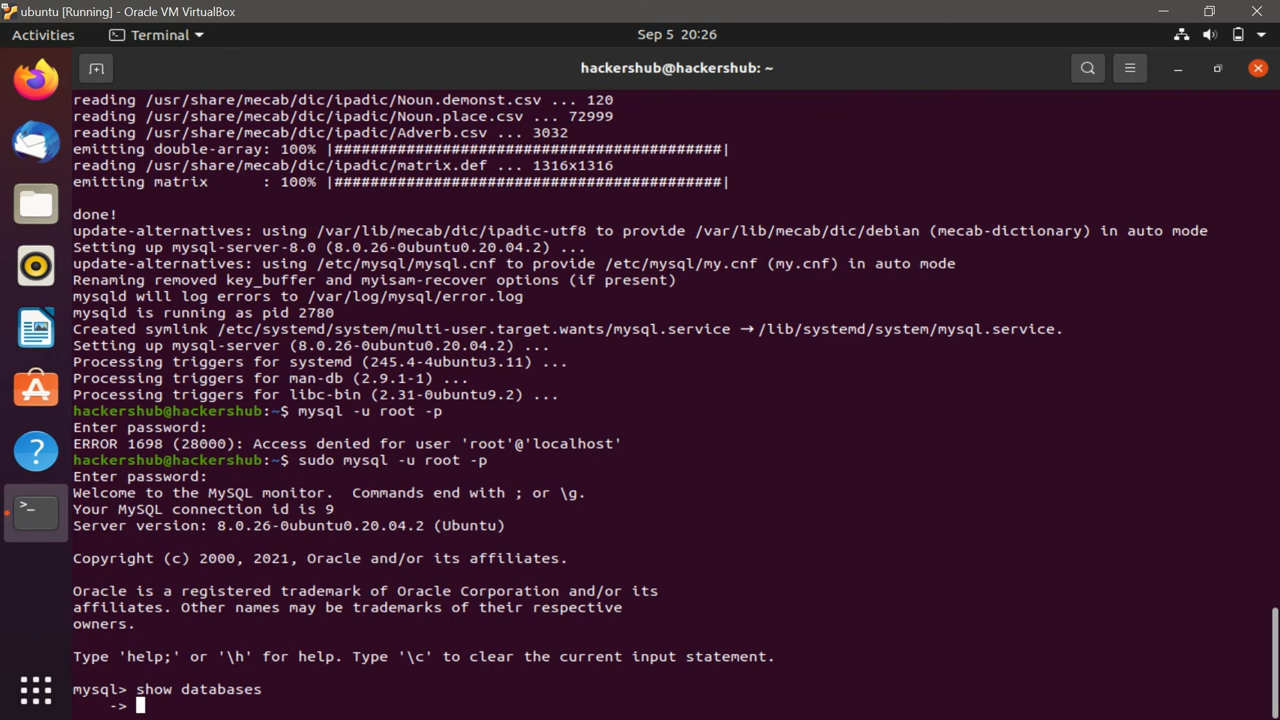 ubuntu [Running] - Oracle VM VirtualBox
Activities Terminal Sep 5 20:26
hackershub@hackershub: ~
reading /usr/share/mecab/dic/ipadic/Noun.demonst.csv ... 120
reading /usr/share/mecab/dic/ipadic/Noun.place.csv ... 72999
reading /usr/share/mecab/dic/ipadic/Adverb.csv ... 3032
emitting double-array: 100% |###########################################|
reading /usr/share/mecab/dic/ipadic/matrix.def ... 1316x1316
emitting matrix      : 100% |###########################################|
done!
update-alternatives: using /var/lib/mecab/dic/ipadic-utf8 to provide /var/lib/mecab/dic/debian (mecab-dictionary) in auto mode
Setting up mysql-server-8.0 (8.0.26-0ubuntu0.20.04.2) ...
update-alternatives: using /etc/mysql/mysql.cnf to provide /etc/mysql/my.cnf (my.cnf) in auto mode
Renaming removed key_buffer and myisam-recover options (if present)
mysqld will log errors to /var/log/mysql/error.log
mysqld is running as pid 2780
Created symlink /etc/systemd/system/multi-user.target.wants/mysql.service → /lib/systemd/system/mysql.service.
Setting up mysql-server (8.0.26-0ubuntu0.20.04.2) ...
Processing triggers for systemd (245.4-4ubuntu3.11) ...
Processing triggers for man-db (2.9.1-1) ...
Processing triggers for libc-bin (2.31-0ubuntu9.2) ...
hackershub@hackershub:~$ mysql -u root -p
Enter password:
ERROR 1698 (28000): Access denied for user 'root'@'localhost'
hackershub@hackershub:~$ sudo mysql -u root -p
Enter password:
Welcome to the MySQL monitor.  Commands end with ; or \g.
Your MySQL connection id is 9
Server version: 8.0.26-0ubuntu0.20.04.2 (Ubuntu)
Copyright (c) 2000, 2021, Oracle and/or its affiliates.
Oracle is a registered trademark of Oracle Corporation and/or its
affiliates. Other names may be trademarks of their respective
owners.
Type 'help;' or '\h' for help. Type '\c' to clear the current input statement.
mysql> show databases
    ->